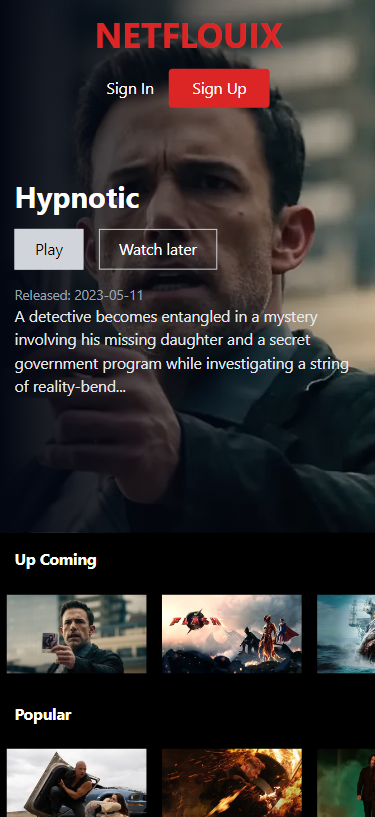 NETFLOUIX
Sign In
Sign Up
Hypnotic
Play
Watch later
Released: 2023-05-11
A detective becomes entangled in a mystery
involving his missing daughter and a secret
government program while investigating a string
of reality-bend...
Up Coming
FLASH
Popular